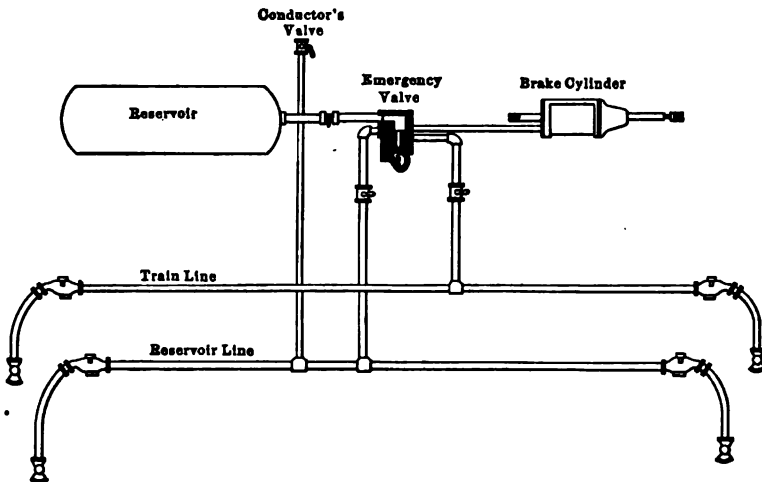 Conductor's
Valve
Emergency
Valve
Brake Cylinder
Reservoir
Train Line
Reservoir Line